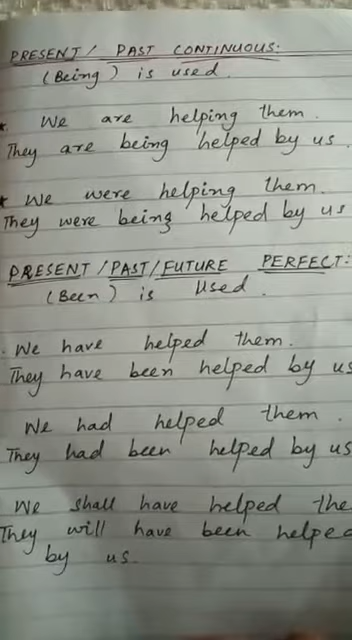 PRESENT / PAST CONTINUOUS:
(Being) is used.
* We are helping them.
They are being helped by us.
* We were helping them.
They were being helped by us
PRESENT /PAST/FUTURE PERFECT:
(Been) is Used.
. We have helped them.
They have been helped by us
We had helped them.
They had been helped by us
We shall have helped the
They will have been helped
by us.